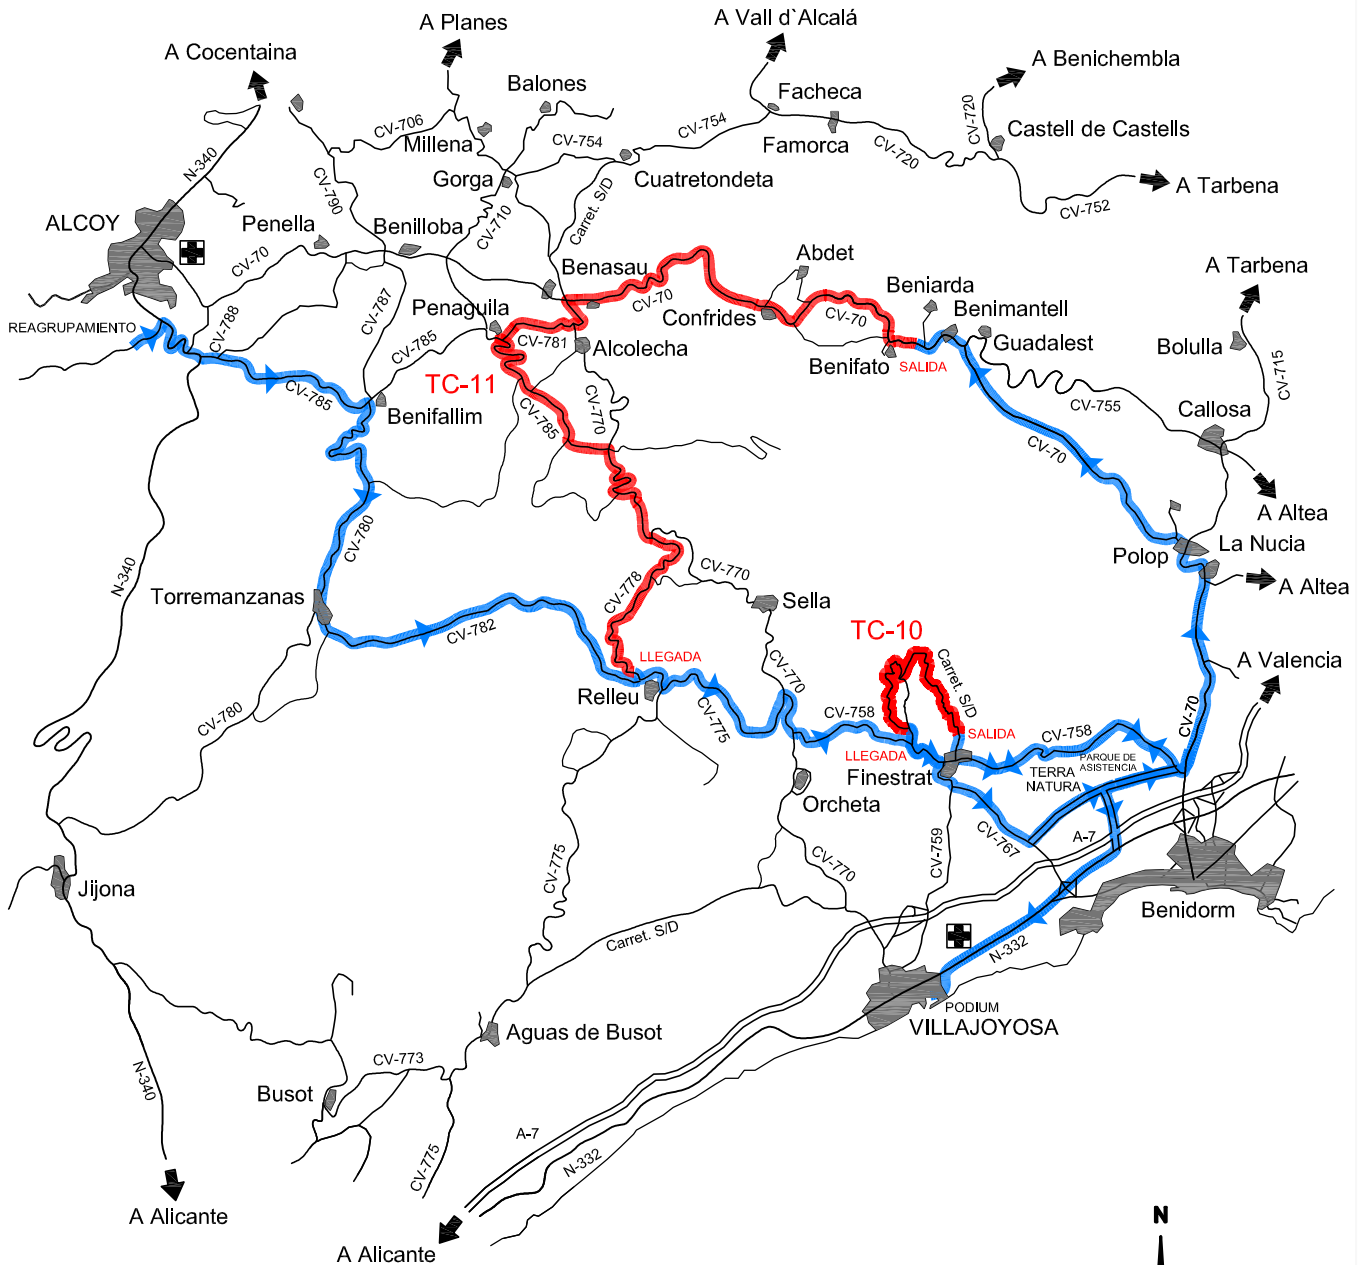 A Vall d`Alcalá
A Planes
A Cocentaina
A Benichembla
Balones
Facheca
CV-720
CV-706
CV-754
Castell de Castells
Millena
CV-754
Famorca
CV-720
N-340
Gorga
Cuatretondeta
A Tarbena
CV-790
Carret. S/D
CV-752
ALCOY
Penella
Benilloba
CV-710
CV-70
Abdet
A Tarbena
Benasau
Beniarda
CV-787
CV-70
Benimantell
REAGRUPAMIENTO
Penaguila
Confrides
CV-70
Guadalest
CV-788
CV-785
CV-781
Alcolecha
Benifato
SALIDA
Bolulla
CV-715
TC-11
CV-785
CV-755
Callosa
Benifallim
CV-785
CV-770
CV-70
A Altea
CV-780
La Nucia
Polop
N-340
CV-770
A Altea
CV-778
Torremanzanas
Sella
CV-782
TC-10
LLEGADA
Carret. S/D
A Valencia
Relleu
CV-770
CV-70
CV-780
CV-775
CV-758
SALIDA
CV-758
LLEGADA
PARQUE DE
ASISTENCIA
Finestrat
TERRA
NATURA
Orcheta
CV-767
A-7
CV-759
CV-775
CV-770
Jijona
Benidorm
Carret. S/D
N-332
PODIUM
VILLAJOYOSA
Aguas de Busot
CV-773
N-340
Busot
A-7
CV-775
N-332
A Alicante
N
A Alicante